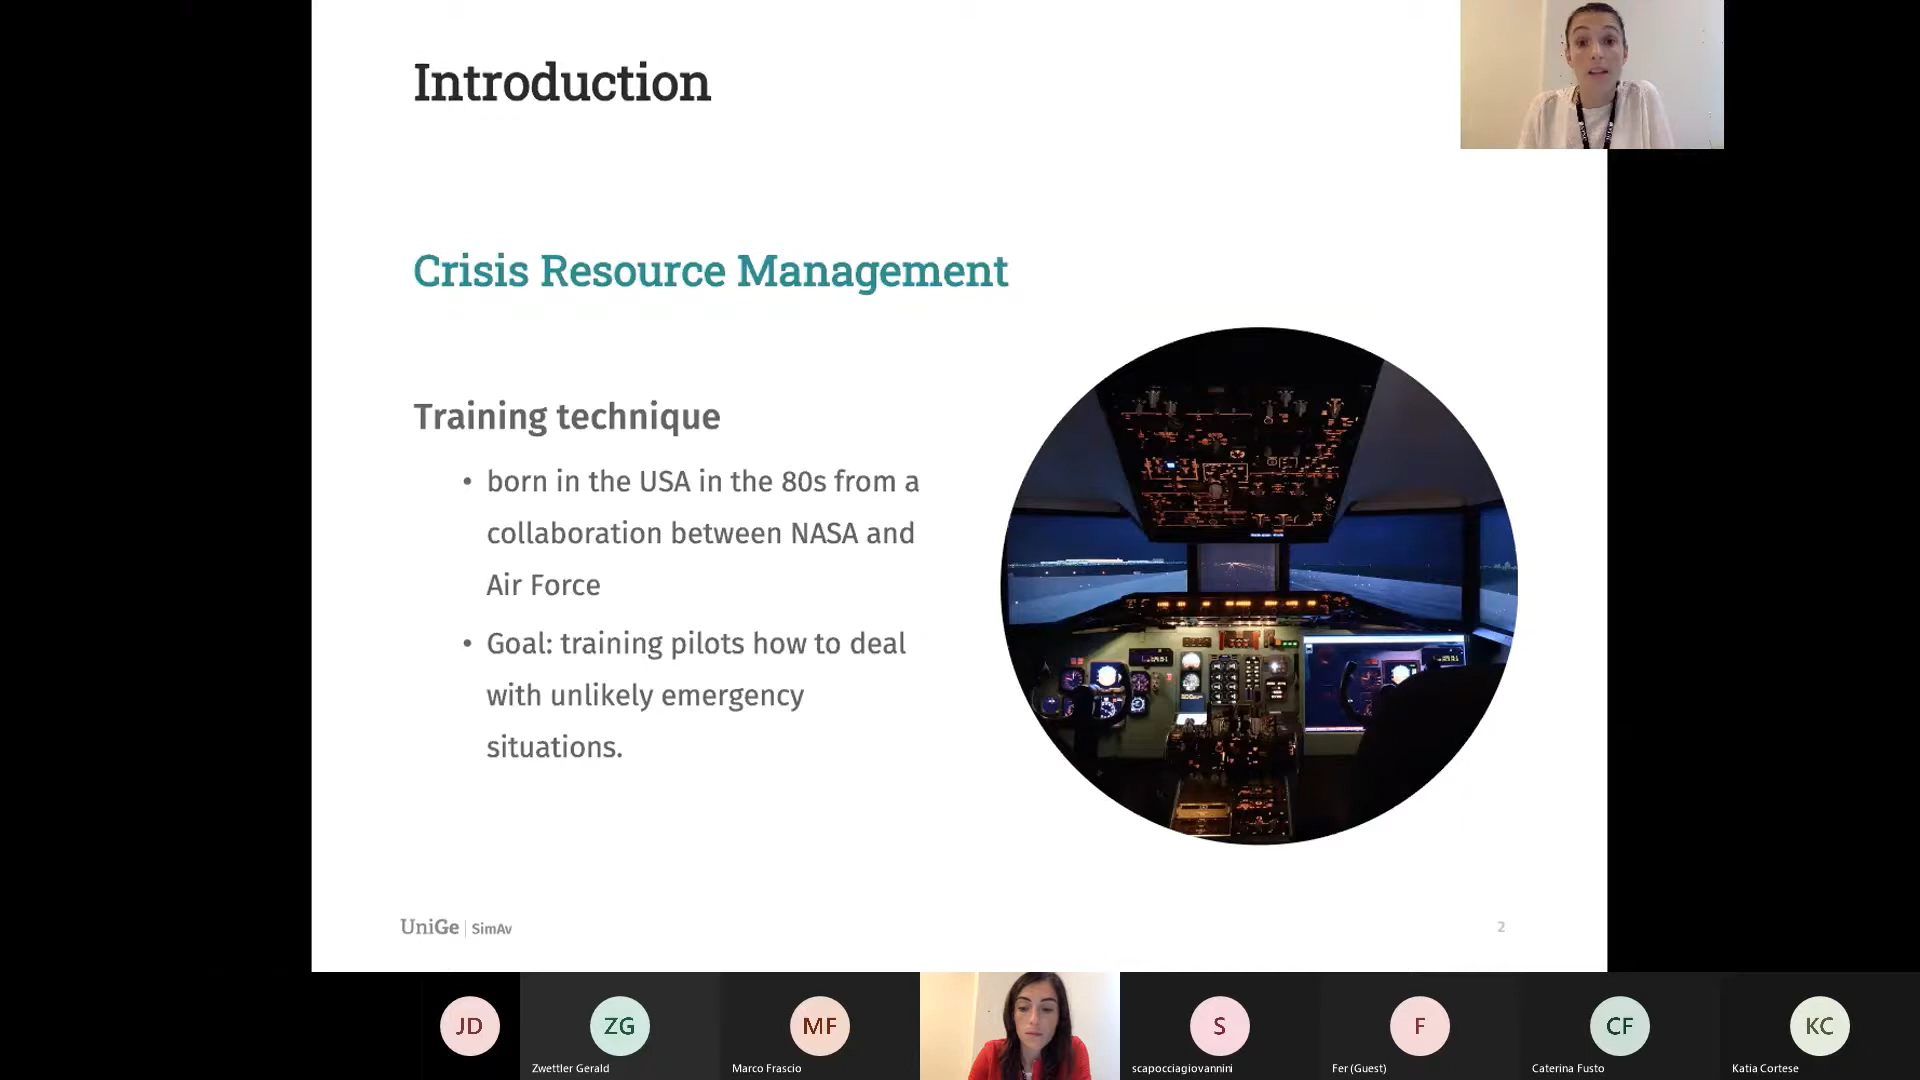 Introduction
Crisis Resource Management
Training technique
• born in the USA in the 80s from a
collaboration between NASA and
Air Force
• Goal: training pilots how to deal
with unlikely emergency
situations.
UniGe | SimAv
2
JD
ZG
MF
S
F
CF
KC
Zwettler Gerald
Marco Frascio
scapocciagiovannini
Fer (Guest)
Caterina Fusto
Katia Cortese